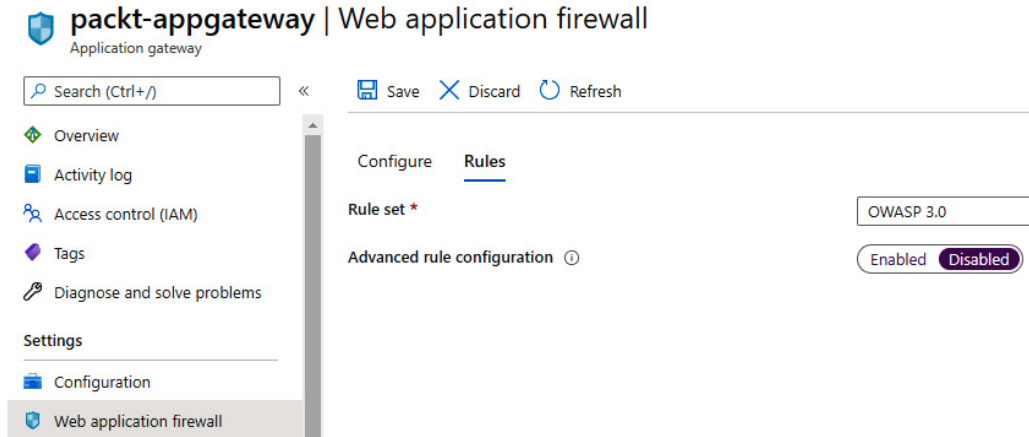 packt-appgateway | Web application firewall
Application gateway
Search (Ctrl+/)
«
Save
Discard
Refresh
Overview
Activity log
Access control (IAM)
Tags
Diagnose and solve problems
Settings
Configuration
Web application firewall
Configure
Rules
Rule set *
OWASP 3.0
Advanced rule configuration
Enabled
Disabled